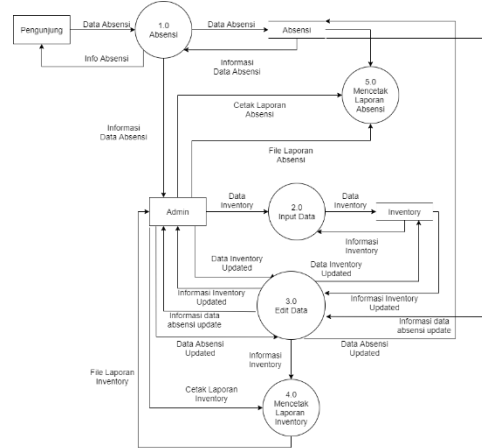 Pengunjung
Data Absensi
1.0
Absensi
Data Absensi
Absensi
Info Absensi
Informasi
Data Absensi
5.0
Mencetak
Laporan
Absensi
Cetak Laporan
Absensi
Informasi
Data Absensi
File Laporan
Absensi
Admin
Data
Inventory
2.0
Input Data
Data
Inventory
Inventory
Informasi
Inventory
Data Inventory
Updated
Data Inventory
Updated
Informasi Inventory
Updated
3.0
Edit Data
Informasi Inventory
Updated
Informasi data
absensi update
Informasi data
absensi update
Data Absensi
Updated
Informasi
Inventory
Data Absensi
Updated
File Laporan
Inventory
Cetak Laporan
Inventory
4.0
Mencetak
Laporan
Inventory